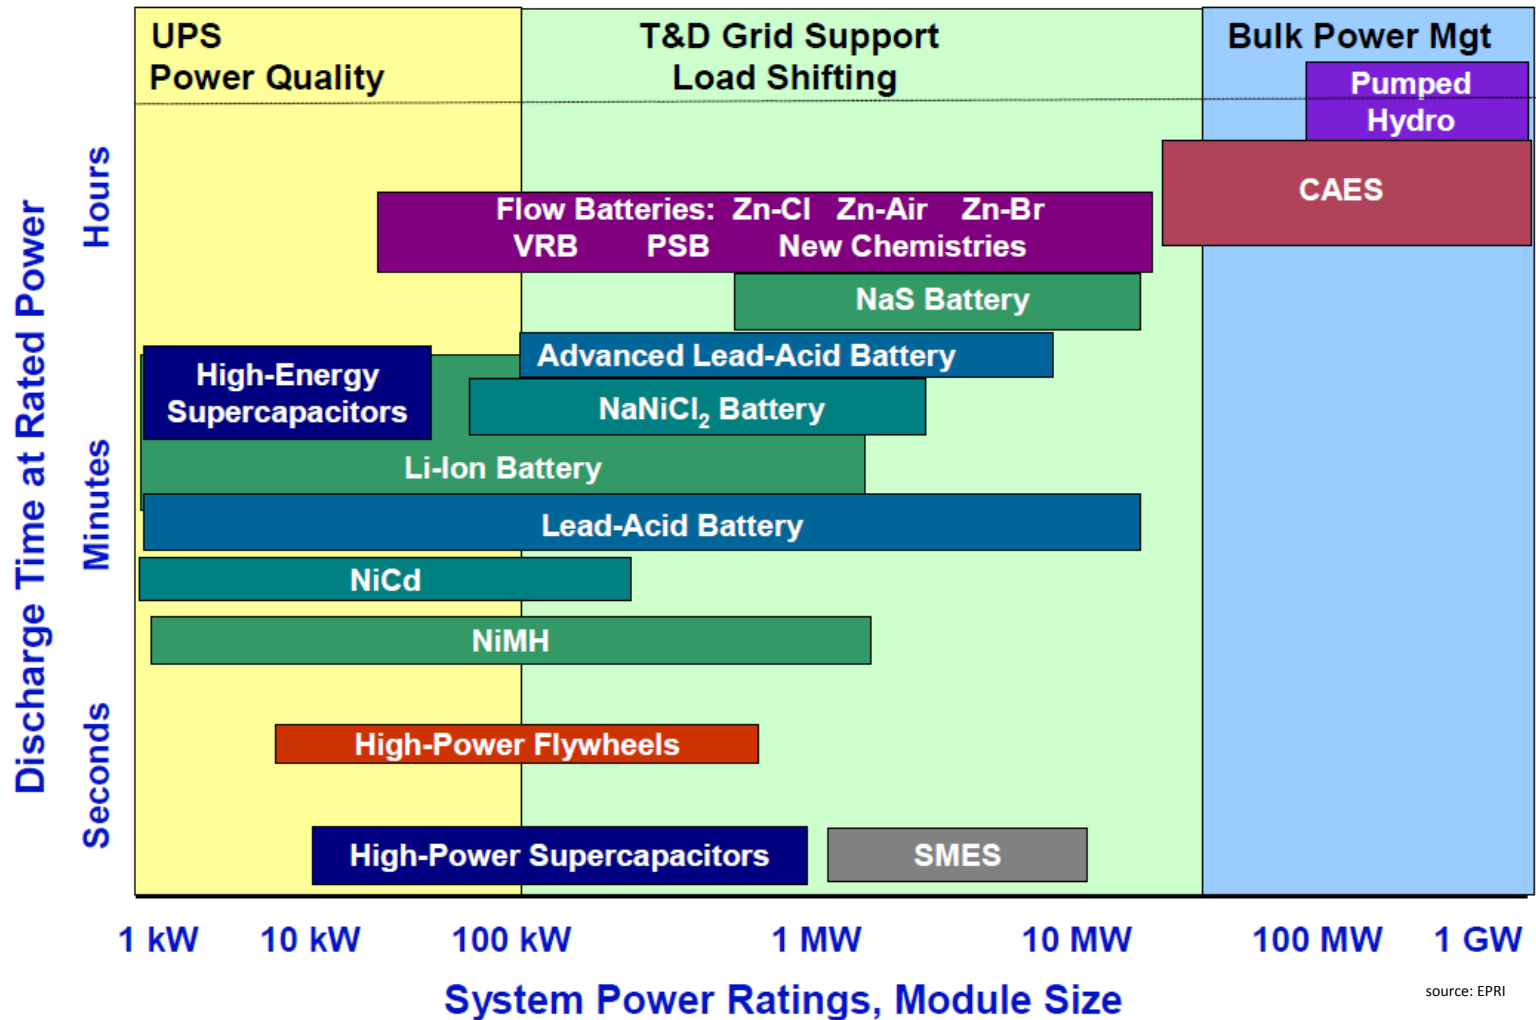 UPS
Power Quality
T&D Grid Support
Load Shifting
Bulk Power Mgt
Pumped
Hydro
CAES
Flow Batteries: Zn-Cl Zn-Air Zn-Br
VRB PSB New Chemistries
NaS Battery
Advanced Lead-Acid Battery
High-Energy
Supercapacitors
NaNiCl₂ Battery
Li-Ion Battery
Lead-Acid Battery
NiCd
NiMH
High-Power Flywheels
High-Power Supercapacitors
SMES
Discharge Time at Rated Power
Hours
Minutes
Seconds
1 kW 10 kW 100 kW 1 MW 10 MW 100 MW 1 GW
System Power Ratings, Module Size
source: EPRI